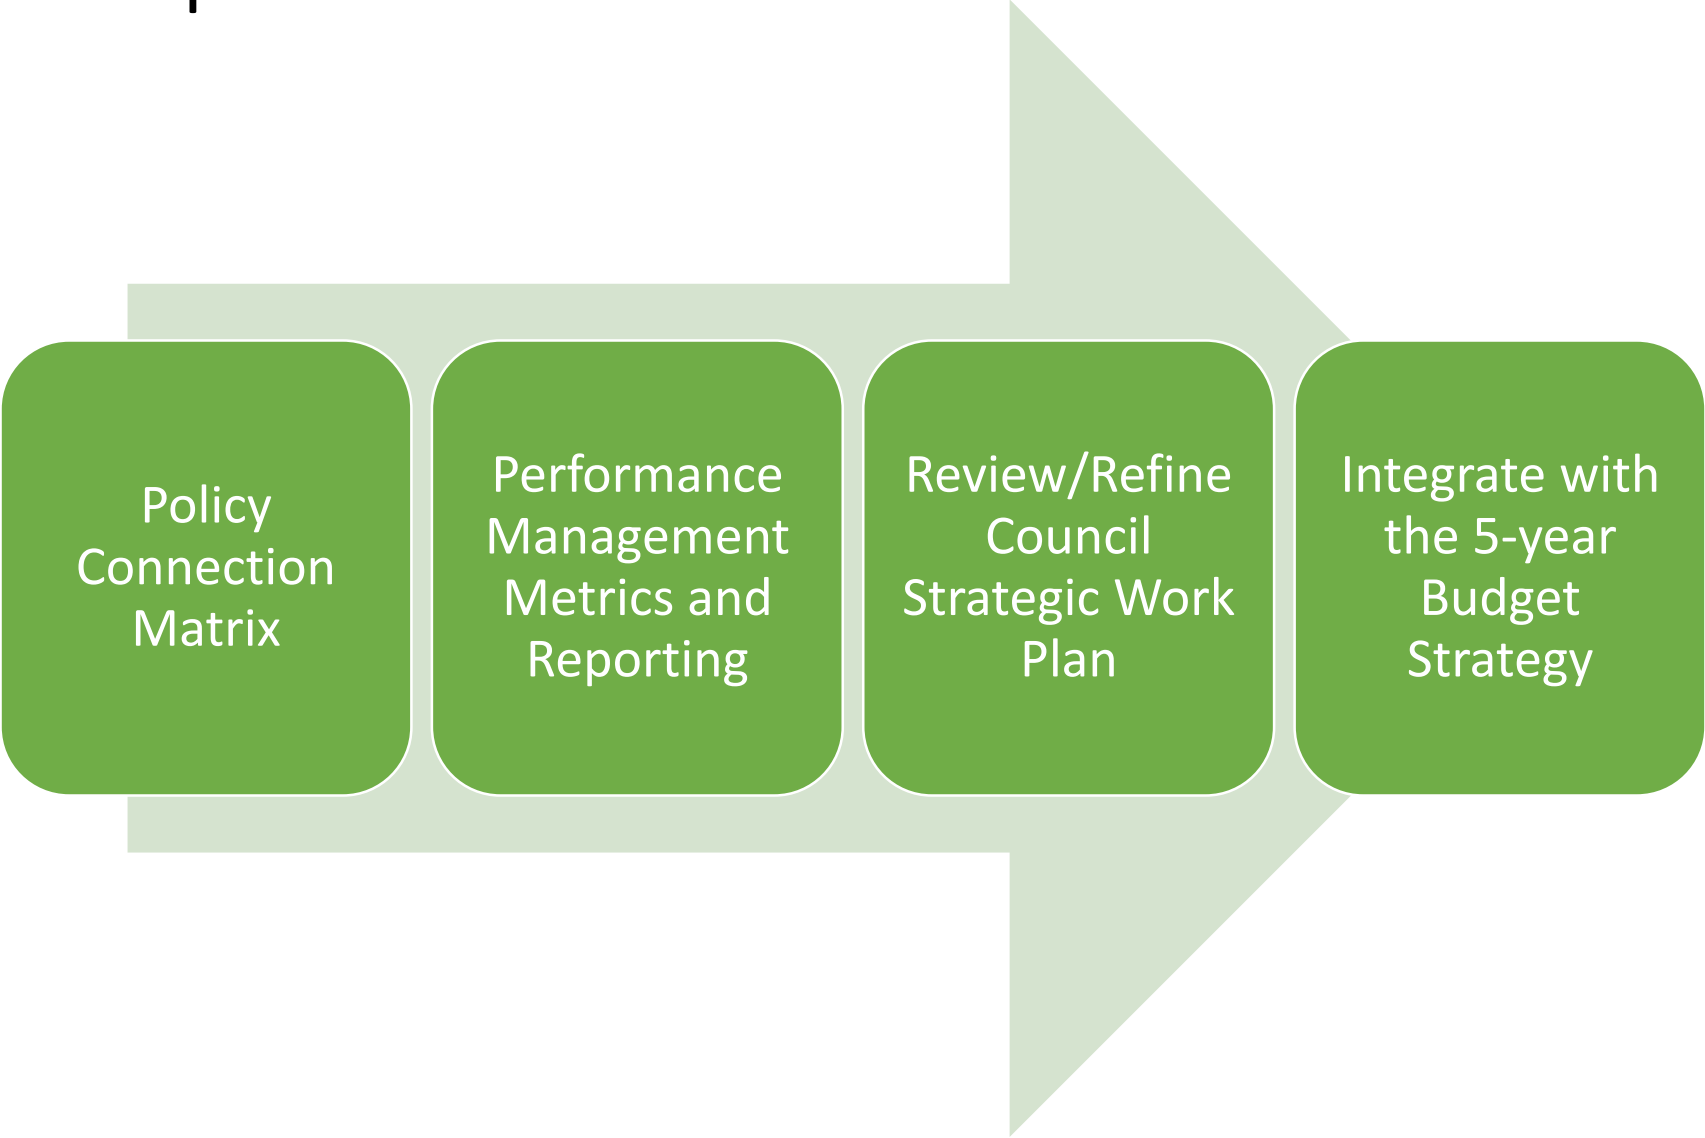 Policy
Connection
Matrix
Performance
Management
Metrics and
Reporting
Review/Refine
Council
Strategic Work
Plan
Integrate with
the 5-year
Budget
Strategy